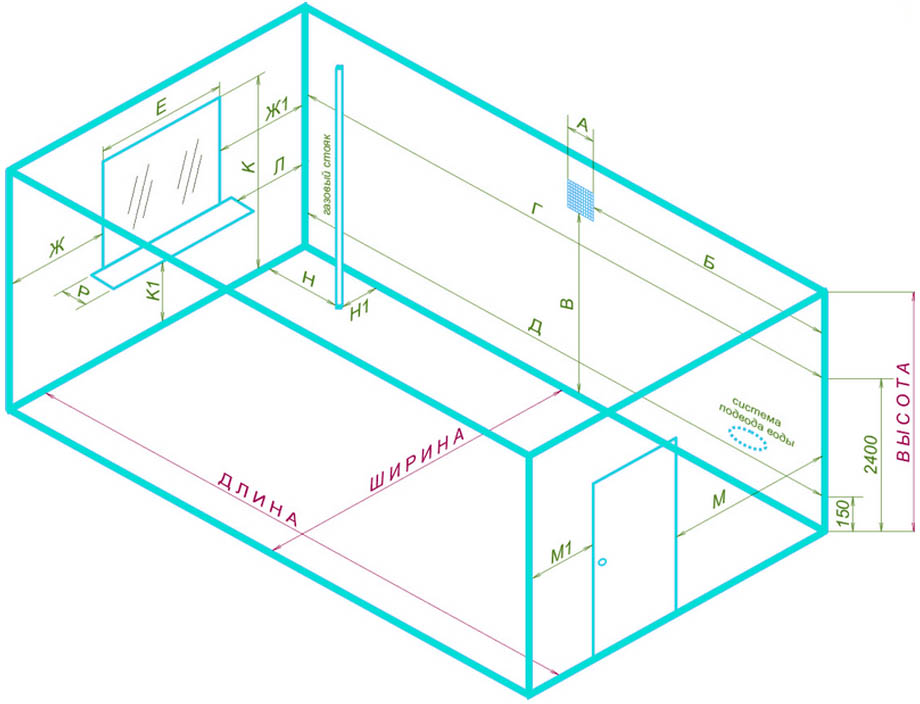 А
Е
Ж1
К
газовый стояк
Л
Г
Б
Ж
Н
В
Р
К1
Н1
Д
система
подвода воды
ВЫСОТА
2400
ШИРИНА
ДЛИНА
М
150
М1